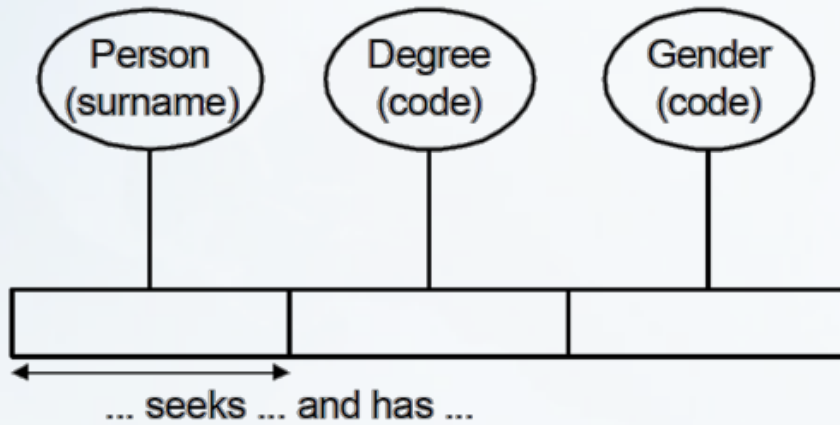 Person
(surname)
Degree
(code)
Gender
(code)
... seeks ... and has ...